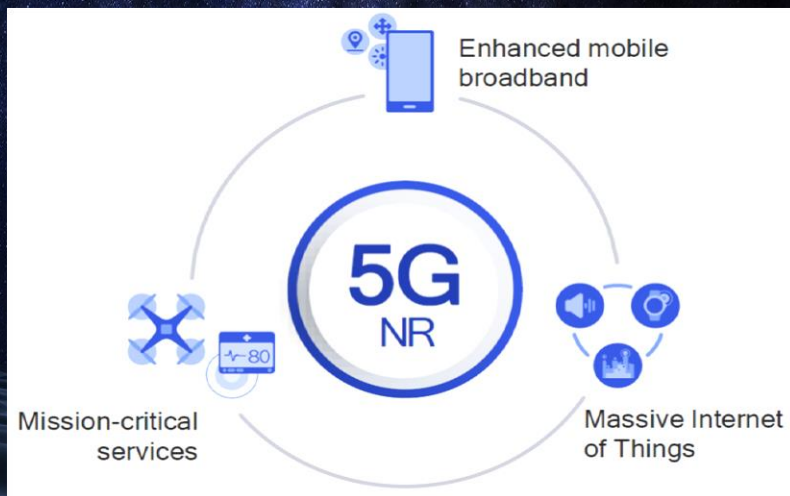 Enhanced mobile
broadband
5G
NR
80
Mission-critical
services
Massive Internet
of Things